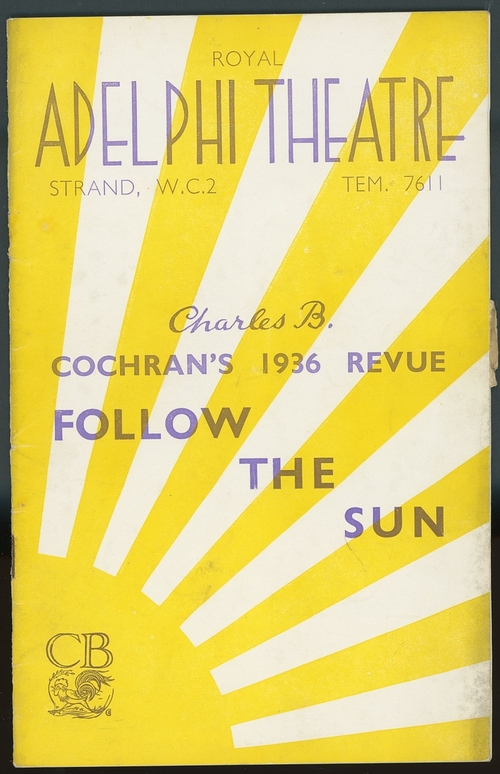 ROYAL
ADELPHI THEATRE
STRAND, W.C.2 TEM. 7611
Charles B.
COCHRAN'S 1936 REVUE
FOLLOW
THE
SUN
CB